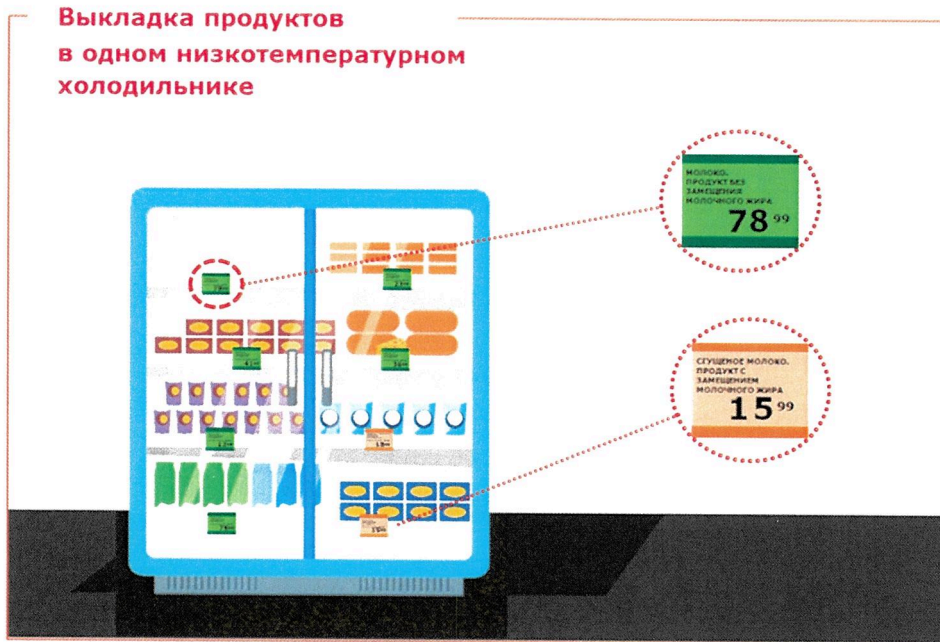 Выкладка продуктов
в одном низкотемпературном
холодильнике
МОЛОКО.
ПРОДУКТ БЕЗ
ЗАМЕЩЕНИЯ
МОЛОЧНОГО ЖИРА
78 99
СГУЩЕНОЕ МОЛОКО.
ПРОДУКТ С
ЗАМЕЩЕНИЕМ
МОЛОЧНОГО ЖИРА
15 99